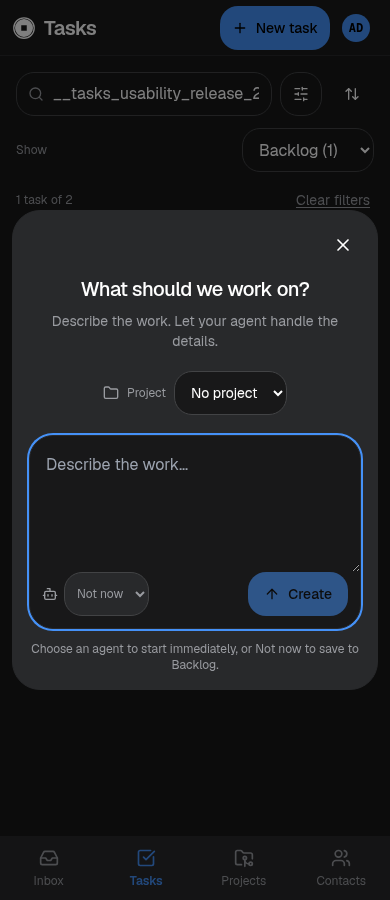 Tasks
New task
AD
__tasks_usability_release_2
Show
Backlog (1)
1 task of 2
Clear filters
What should we work on?
Describe the work. Let your agent handle the
details.
Project
No project
Describe the work...
Not now
Create
Choose an agent to start immediately, or Not now to save to
Backlog.
Inbox
Tasks
Projects
Contacts